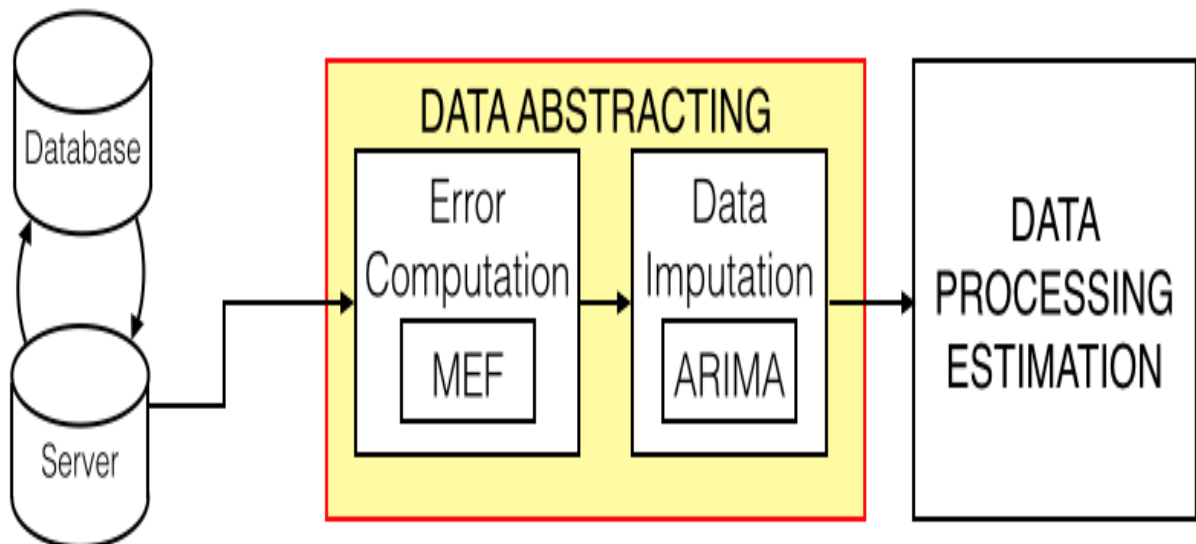 Database
Server
DATA ABSTRACTING
Error
Computation
MEF
Data
Imputation
ARIMA
DATA
PROCESSING
ESTIMATION